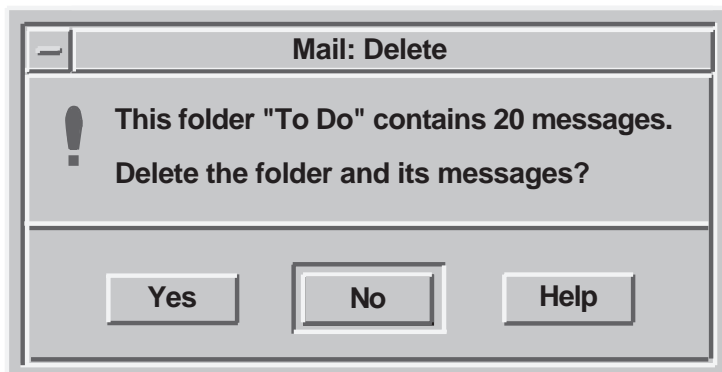 Mail: Delete
This folder "To Do" contains 20 messages.
Delete the folder and its messages?
Yes No Help